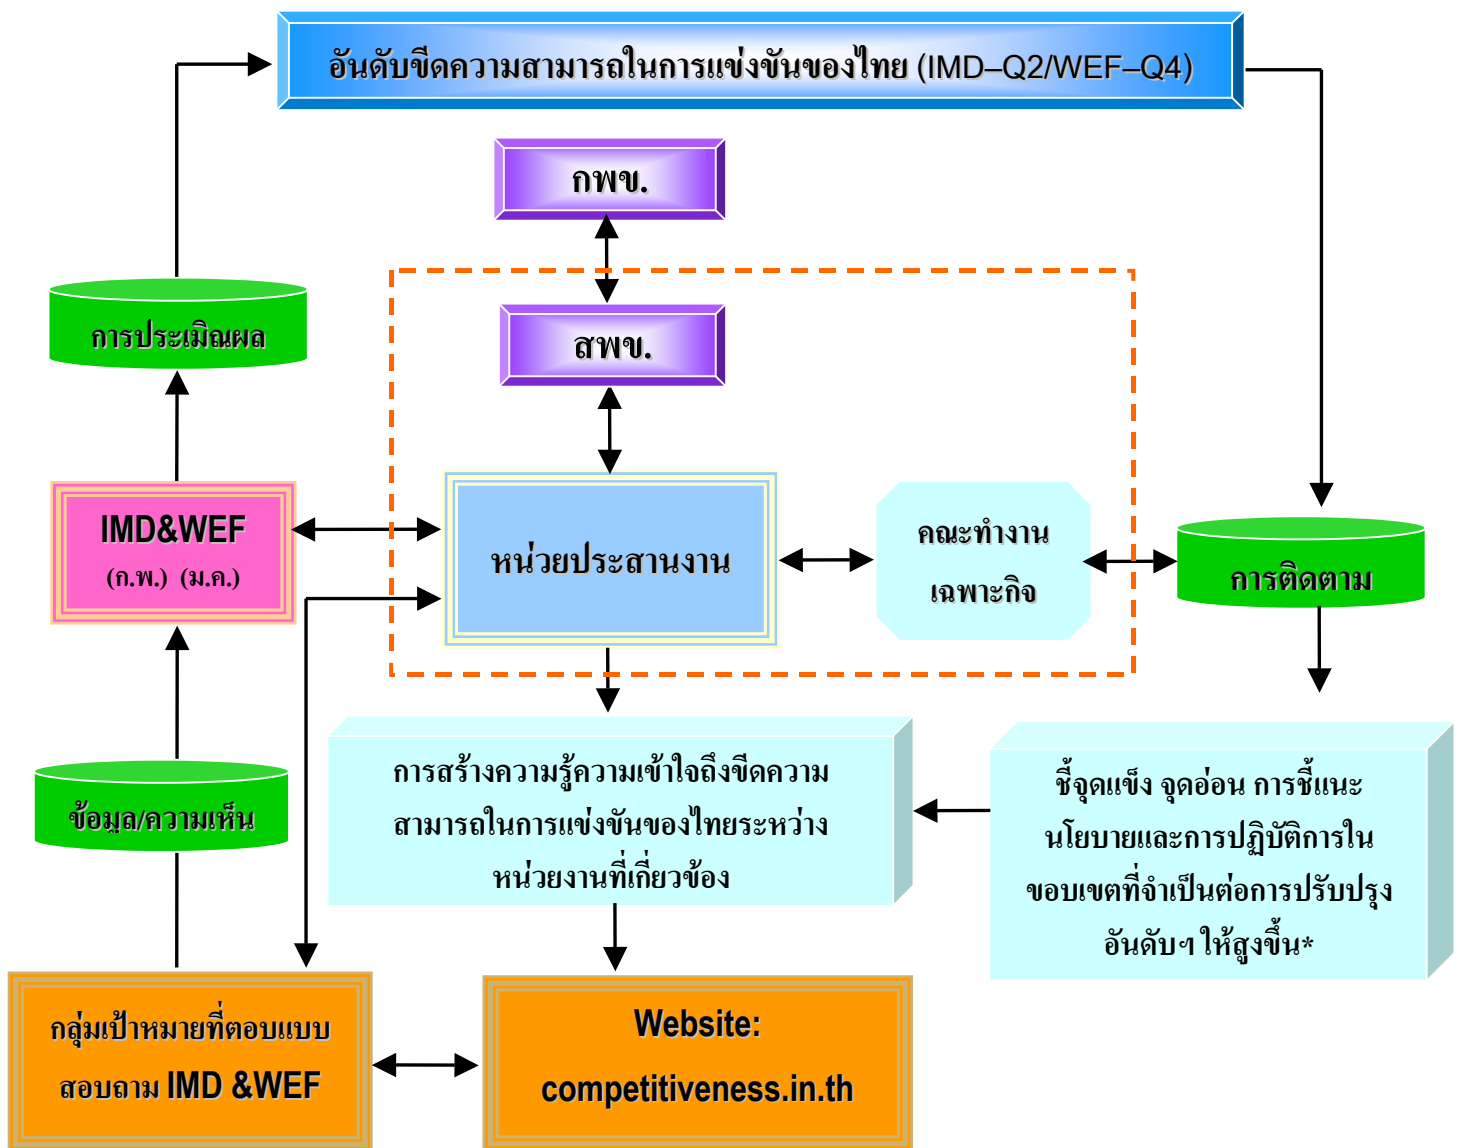 อันดับขีดความสามารถในการแข่งขันของไทย (IMD–Q2/WEF–Q4)
กพข.
สพข.
การประเมิณผล
IMD&WEF
(ก.พ.) (ม.ค.)
หน่วยประสานงาน
คณะทำงาน
เฉพาะกิจ
การติดตาม
ข้อมูล/ความเห็น
การสร้างความรู้ความเข้าใจถึงขีดความ
สามารถในการแข่งขันของไทยระหว่าง
หน่วยงานที่เกี่ยวข้อง
ชี้จุดแข็ง จุดอ่อน การชี้แนะ
นโยบายและการปฏิบัติการใน
ขอบเขตที่จำเป็นต่อการปรับปรุง
อันดับฯ ให้สูงขึ้น*
กลุ่มเป้าหมายที่ตอบแบบ
สอบถาม IMD &WEF
Website:
competitiveness.in.th